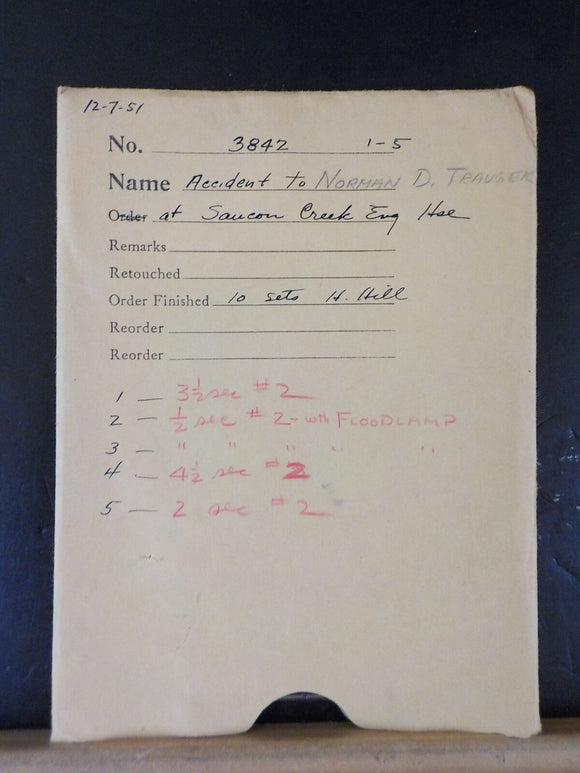 12-7-51
No. 3842 1-5
Name Accident to NORMAN D. TRAUGER
Order at Saucon Creek Eng Hse
Remarks
Retouched
Order Finished 10 sets H. Hill
Reorder
Reorder
1 — 3½ sec #2
2 — ½ sec #2 - with FLOODLAMP
3 — " " " " "
4 — 4½ sec #2
5 — 2 sec #2